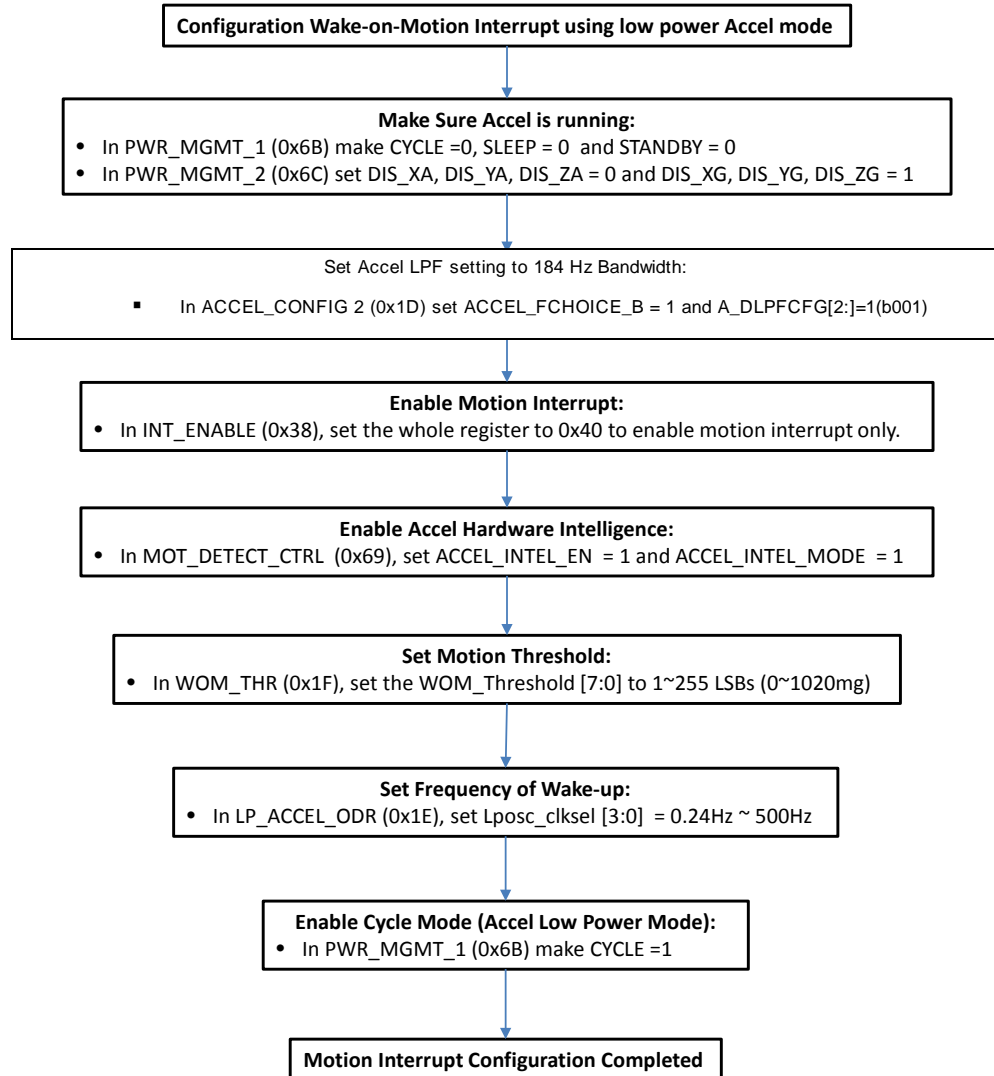 Configuration Wake-on-Motion Interrupt using low power Accel mode
Make Sure Accel is running:
• In PWR_MGMT_1 (0x6B) make CYCLE =0, SLEEP = 0 and STANDBY = 0
• In PWR_MGMT_2 (0x6C) set DIS_XA, DIS_YA, DIS_ZA = 0 and DIS_XG, DIS_YG, DIS_ZG = 1
Set Accel LPF setting to 184 Hz Bandwidth:
▪ In ACCEL_CONFIG 2 (0x1D) set ACCEL_FCHOICE_B = 1 and A_DLPFCFG[2:]=1(b001)
Enable Motion Interrupt:
• In INT_ENABLE (0x38), set the whole register to 0x40 to enable motion interrupt only.
Enable Accel Hardware Intelligence:
• In MOT_DETECT_CTRL (0x69), set ACCEL_INTEL_EN = 1 and ACCEL_INTEL_MODE = 1
Set Motion Threshold:
• In WOM_THR (0x1F), set the WOM_Threshold [7:0] to 1~255 LSBs (0~1020mg)
Set Frequency of Wake-up:
• In LP_ACCEL_ODR (0x1E), set Lposc_clksel [3:0] = 0.24Hz ~ 500Hz
Enable Cycle Mode (Accel Low Power Mode):
• In PWR_MGMT_1 (0x6B) make CYCLE =1
Motion Interrupt Configuration Completed